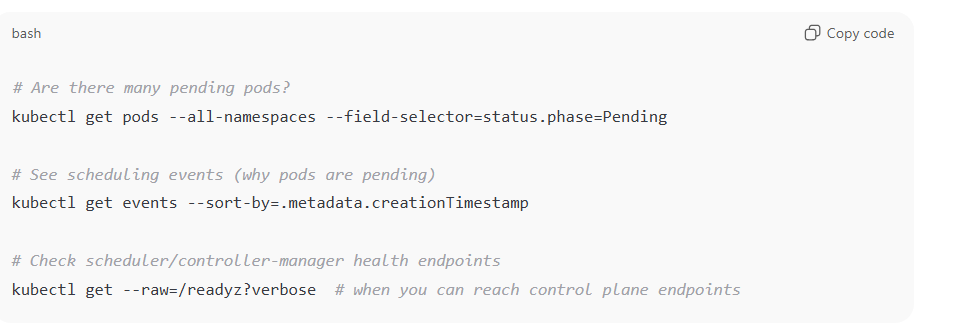 bash
Copy code
# Are there many pending pods?
kubectl get pods --all-namespaces --field-selector=status.phase=Pending
# See scheduling events (why pods are pending)
kubectl get events --sort-by=.metadata.creationTimestamp
# Check scheduler/controller-manager health endpoints
kubectl get --raw=/readyz?verbose  # when you can reach control plane endpoints